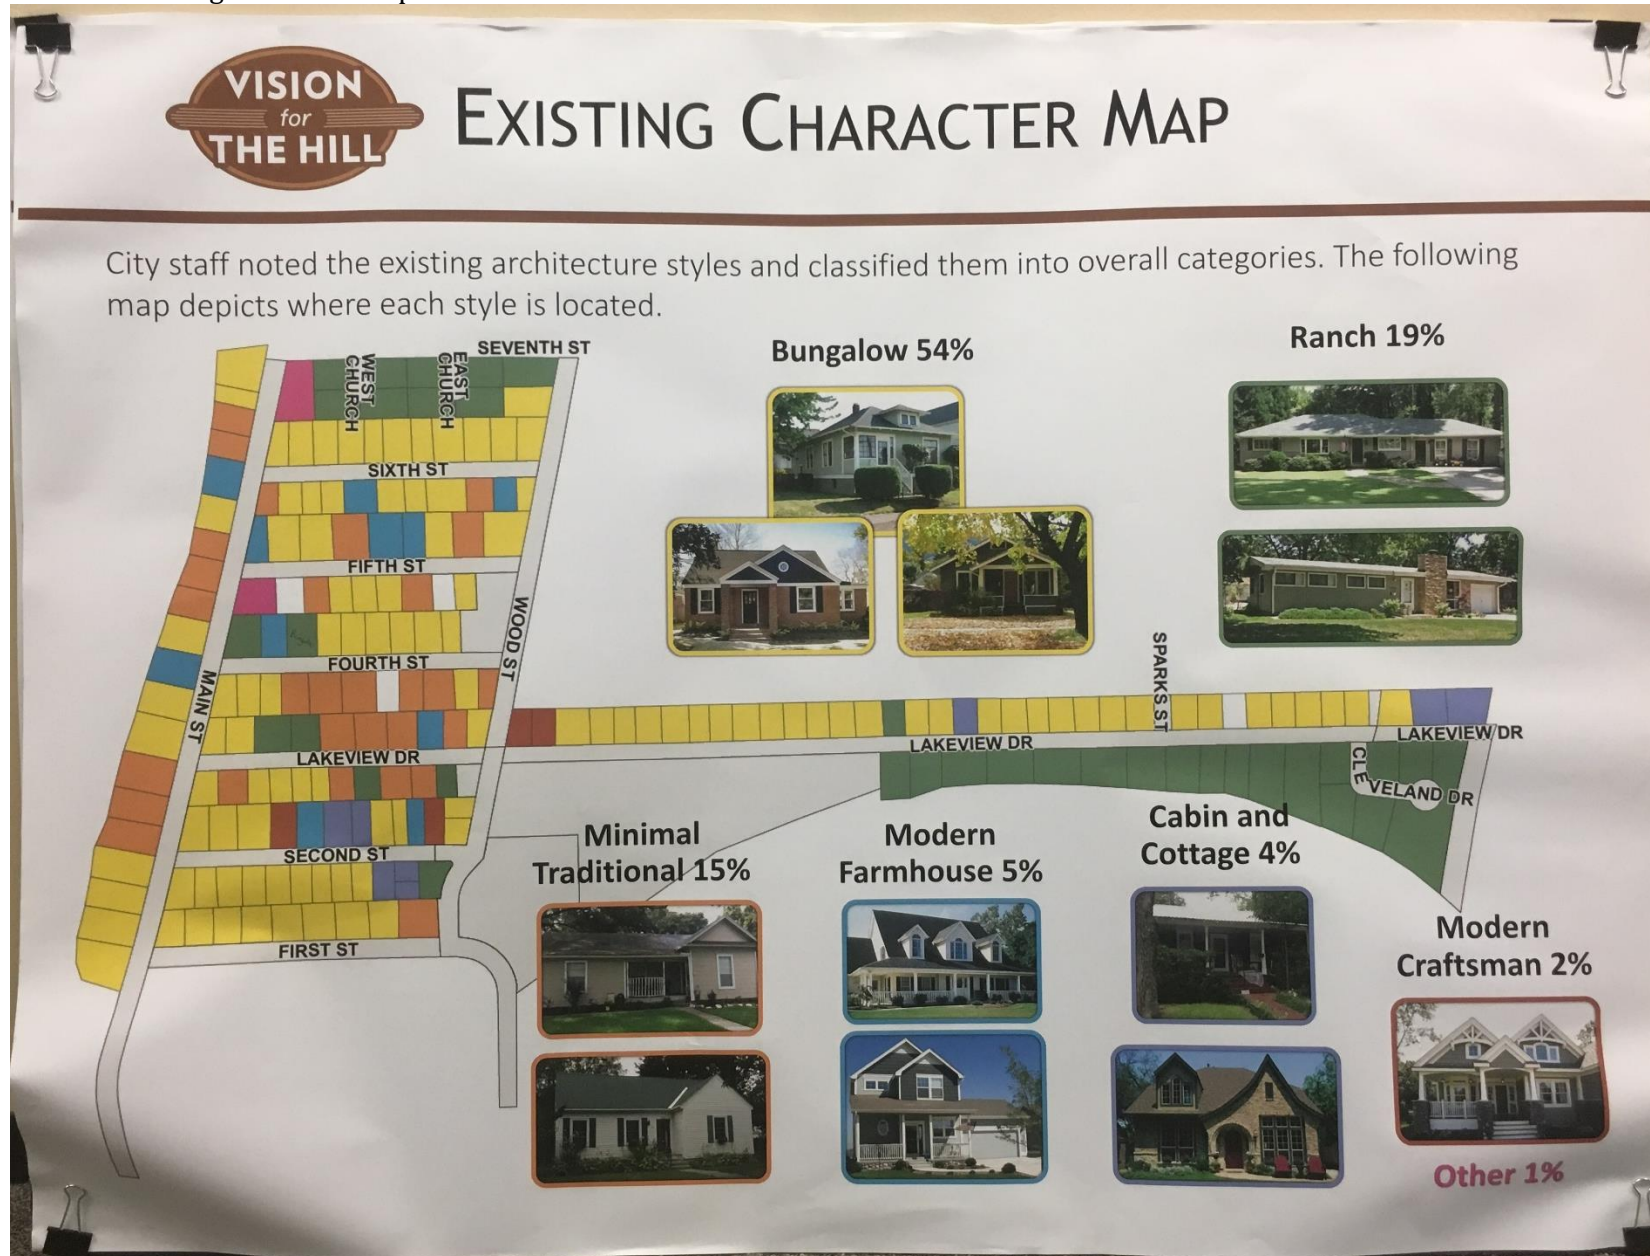 VISION
for
THE HILL
EXISTING CHARACTER MAP
City staff noted the existing architecture styles and classified them into overall categories. The following
map depicts where each style is located.
SEVENTH ST
WEST
CHURCH
EAST
CHURCH
SIXTH ST
FIFTH ST
FOURTH ST
WOOD ST
MAIN ST
LAKEVIEW DR
SECOND ST
FIRST ST
SPARKS ST
LAKEVIEW DR
LAKEVIEW DR
CLEVELAND DR
Bungalow 54%
Ranch 19%
Minimal
Traditional 15%
Modern
Farmhouse 5%
Cabin and
Cottage 4%
Modern
Craftsman 2%
Other 1%